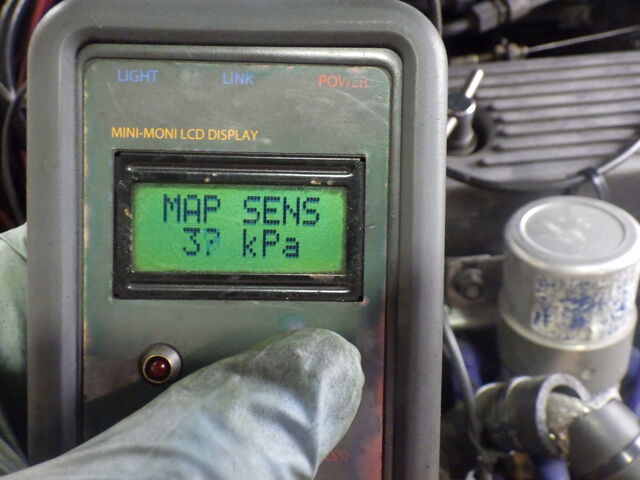 LIGHT LINK POWER
MINI-MONI LCD DISPLAY
MAP SENS
kPa